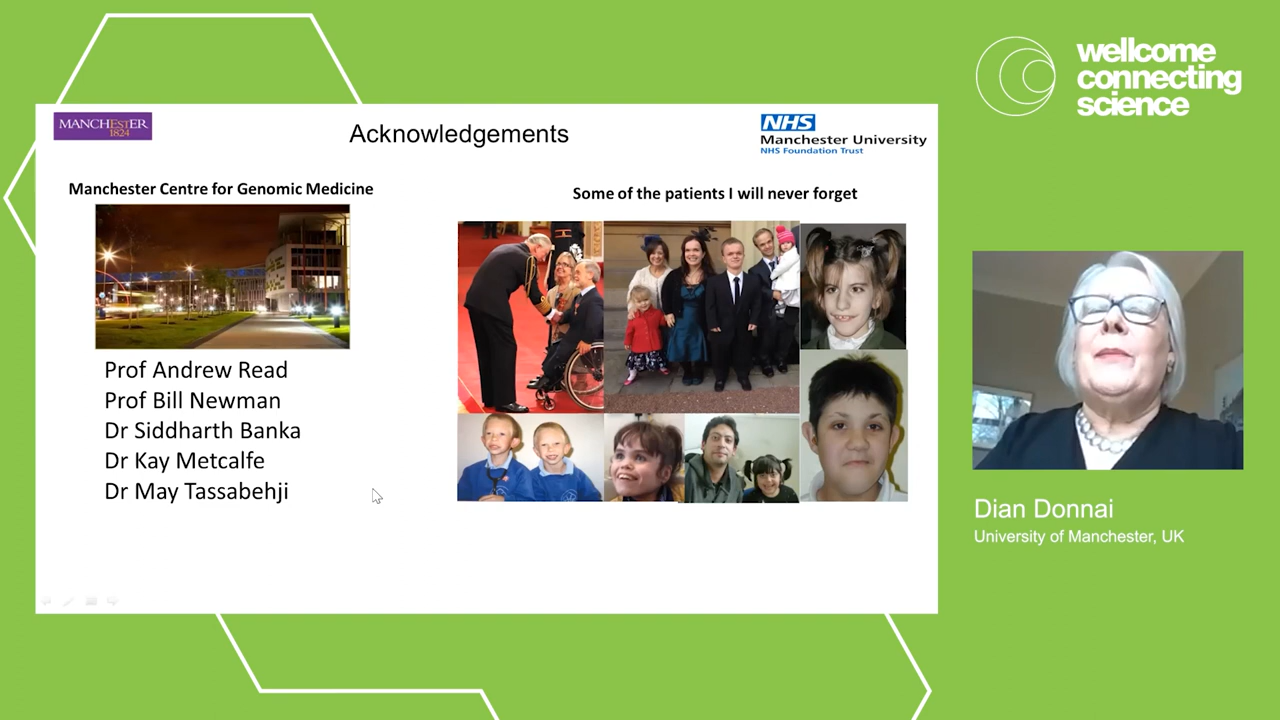 wellcome
connecting
science
MANCHESTER
1824
Acknowledgements
NHS
Manchester University
NHS Foundation Trust
Manchester Centre for Genomic Medicine
Some of the patients I will never forget
Prof Andrew Read
Prof Bill Newman
Dr Siddharth Banka
Dr Kay Metcalfe
Dr May Tassabehji
Dian Donnai
University of Manchester, UK